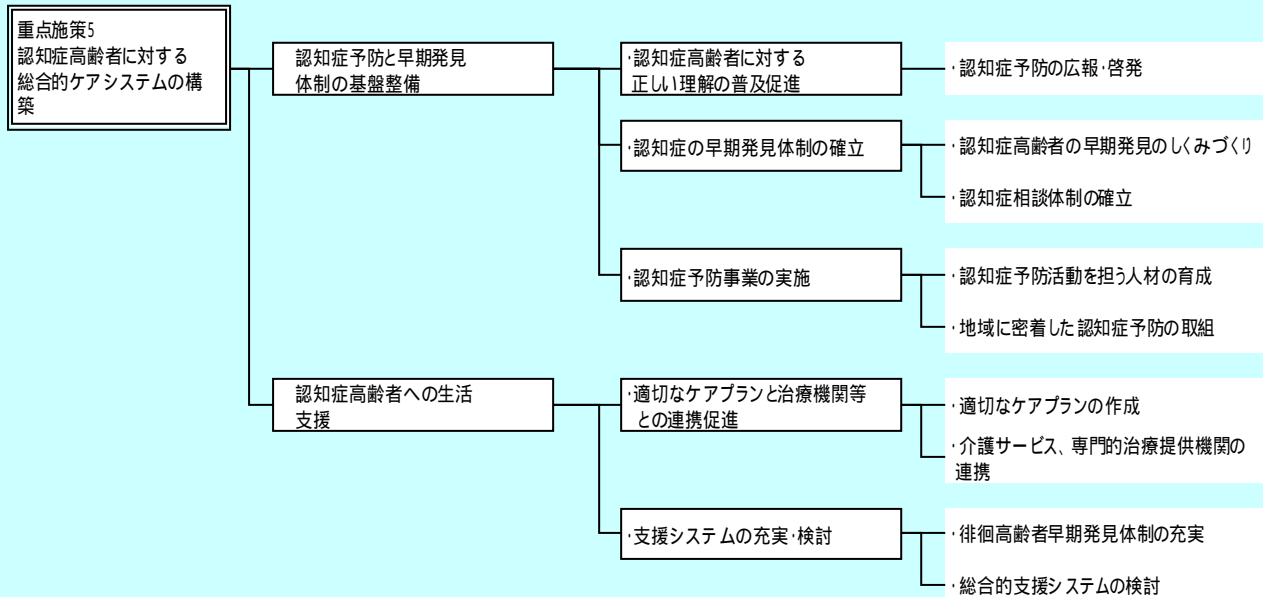 重点施策5
認知症高齢者に対する
総合的ケアシステムの構
築
認知症予防と早期発見
体制の基盤整備
・認知症高齢者に対する
正しい理解の普及促進
・認知症予防の広報・啓発
・認知症の早期発見体制の確立
・認知症高齢者の早期発見のしくみづくり
・認知症相談体制の確立
・認知症予防事業の実施
・認知症予防活動を担う人材の育成
・地域に密着した認知症予防の取組
認知症高齢者への生活
支援
・適切なケアプランと治療機関等
との連携促進
・適切なケアプランの作成
・介護サービス、専門的治療提供機関の
連携
・支援システムの充実・検討
・徘徊高齢者早期発見体制の充実
・総合的支援システムの検討